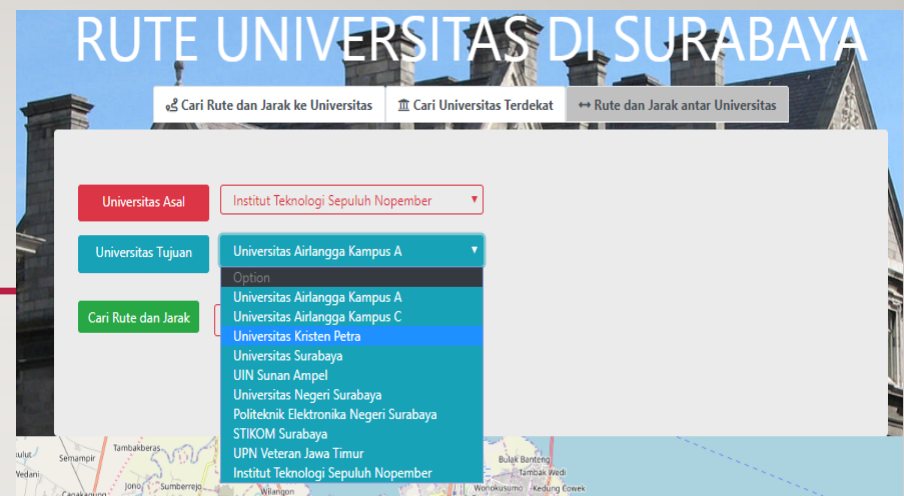 RUTE UNIVERSITAS DI SURABAYA
Cari Rute dan Jarak ke Universitas
Cari Universitas Terdekat
Rute dan Jarak antar Universitas
Universitas Asal
Institut Teknologi Sepuluh Nopember
Universitas Tujuan
Universitas Airlangga Kampus A
Option
Universitas Airlangga Kampus A
Universitas Airlangga Kampus C
Cari Rute dan Jarak
Universitas Kristen Petra
Universitas Surabaya
UIN Sunan Ampel
Universitas Negeri Surabaya
Politeknik Elektronika Negeri Surabaya
STIKOM Surabaya
UPN Veteran Jawa Timur
Institut Teknologi Sepuluh Nopember
Tambakberas
Semampir
Bulak Banteng
Tambak Wedi
Sumberrejo
Wilangon
Wonokusumo
Kedung Cowek